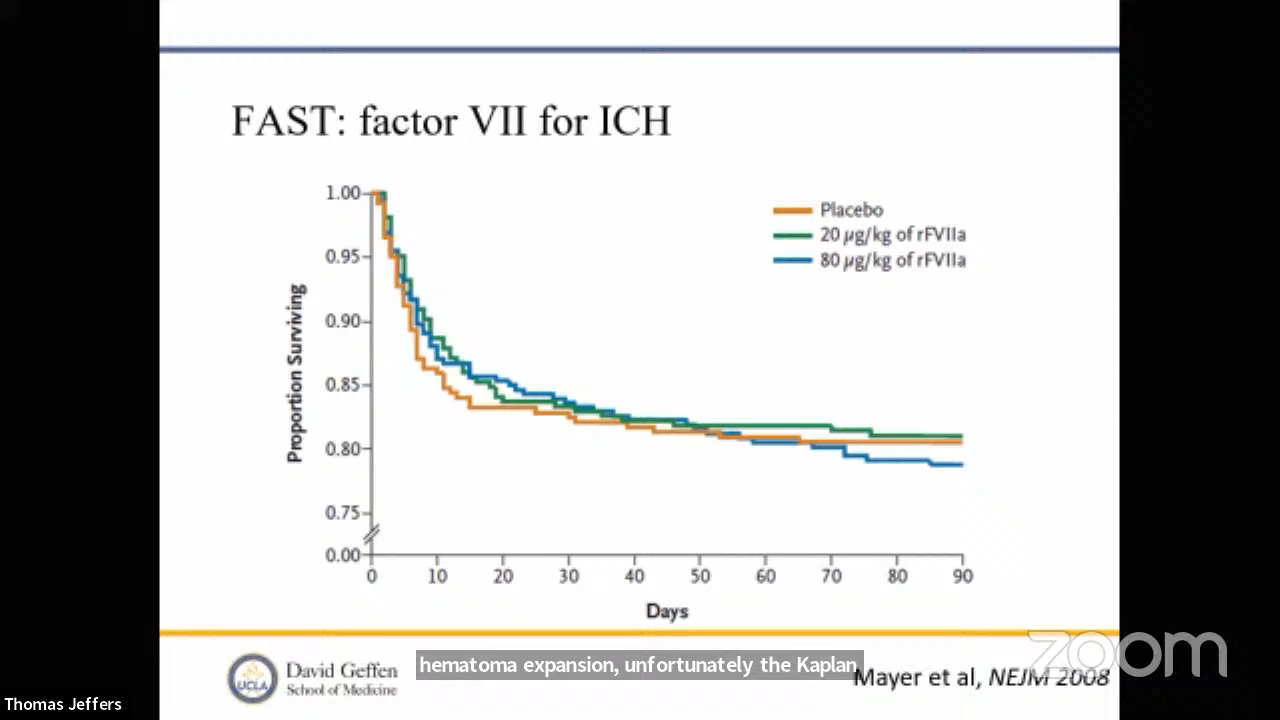 FAST: factor VII for ICH
1.00
0.95
0.90
0.85
0.80
0.75
0.00
Proportion Surviving
Placebo
20 µg/kg of rFVIIa
80 µg/kg of rFVIIa
0 10 20 30 40 50 60 70 80 90
Days
UCLA
David Geffen
School of Medicine
hematoma expansion, unfortunately the Kaplan
Mayer et al, NEJM 2008
zoom
Thomas Jeffers